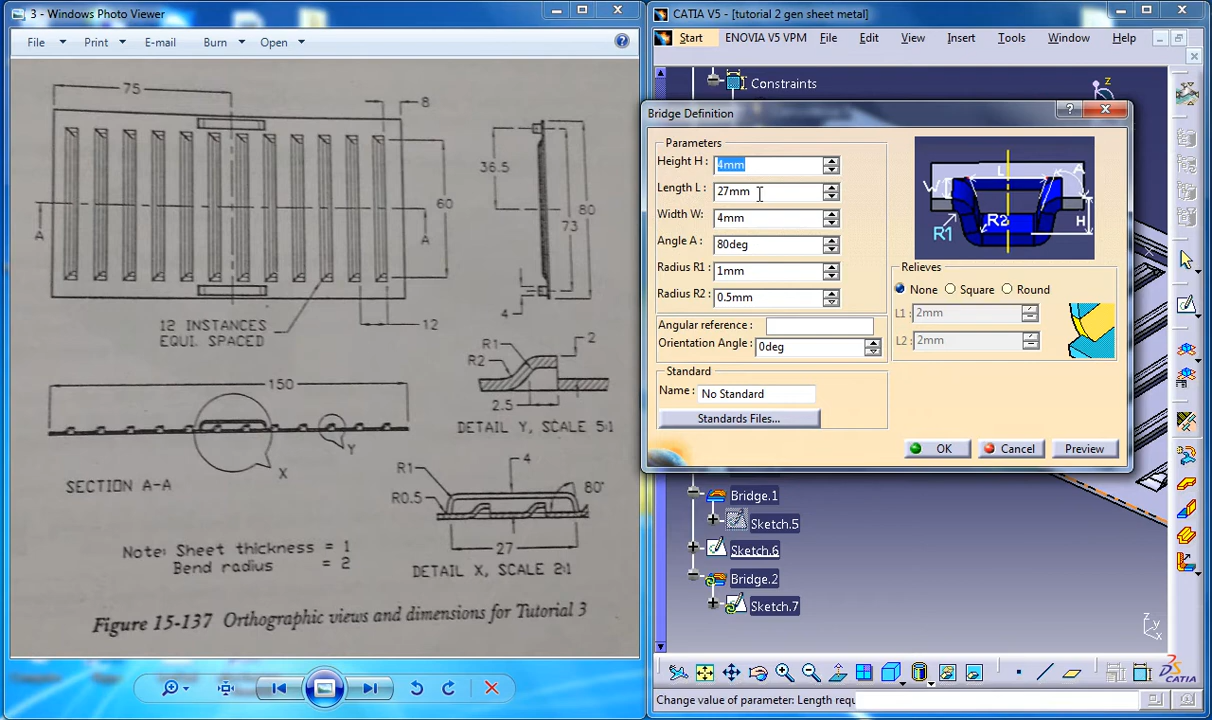 3 - Windows Photo Viewer
File Print E-mail Burn Open
75
8
36.5
60
80
73
A
A
4
12 INSTANCES
EQUI. SPACED
12
R1
2
R2
2.5
150
DETAIL Y, SCALE 5:1
Y
X
SECTION A-A
R1
4
R0.5
80°
27
Note: Sheet thickness = 1
Bend radius = 2
DETAIL X, SCALE 2:1
Figure 15-137 Orthographic views and dimensions for Tutorial 3
CATIA V5 - [tutorial 2 gen sheet metal]
Start ENOVIA V5 VPM File Edit View Insert Tools Window Help
Constraints
z
Bridge Definition
?
Parameters
Height H : 4mm
Length L : 27mm
Width W: 4mm
Angle A : 80deg
Radius R1 : 1mm
Radius R2 : 0.5mm
Angular reference :
Orientation Angle : 0deg
L
A
W
R2
H
R1
Relieves
None Square Round
L1 : 2mm
L2 : 2mm
Standard
Name : No Standard
Standards Files...
OK Cancel Preview
Bridge.1
Sketch.5
Sketch.6
Bridge.2
Sketch.7
z
y
x
CATIA
Change value of parameter: Length requ